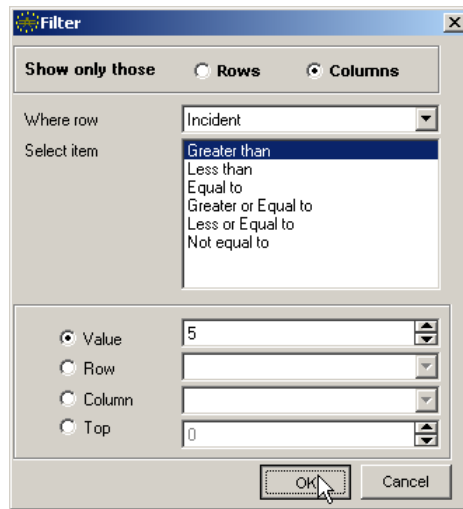 Filter
Show only those Rows Columns
Where row Incident
Select item Greater than
Less than
Equal to
Greater or Equal to
Less or Equal to
Not equal to
Value 5
Row
Column
Top 0
OK Cancel